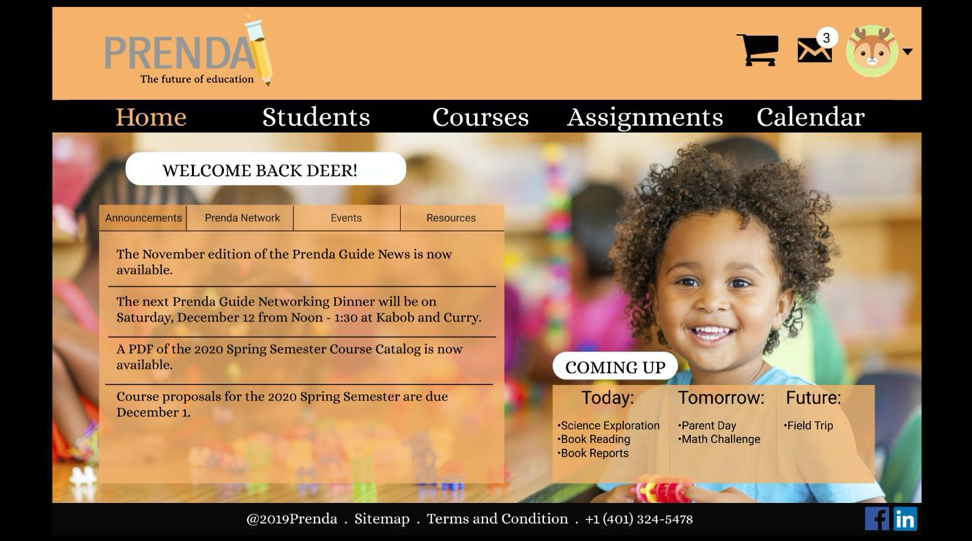 PRENDA
The future of education
3
Home Students Courses Assignments Calendar
WELCOME BACK DEER!
Announcements Prenda Network Events Resources
The November edition of the Prenda Guide News is now
available.
The next Prenda Guide Networking Dinner will be on
Saturday, December 12 from Noon - 1:30 at Kabob and Curry.
A PDF of the 2020 Spring Semester Course Catalog is now
available.
Course proposals for the 2020 Spring Semester are due
December 1.
COMING UP
Today: Tomorrow: Future:
•Science Exploration •Parent Day •Field Trip
•Book Reading •Math Challenge
•Book Reports
@2019Prenda . Sitemap . Terms and Condition . +1 (401) 324-5478
f in